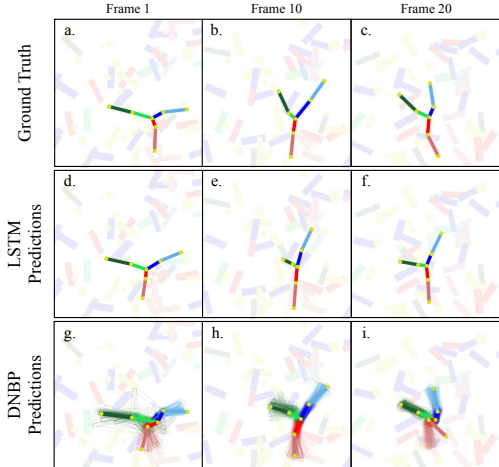 Frame 1 Frame 10 Frame 20
Ground Truth
a. b. c.
LSTM
Predictions
d. e. f.
DNBP
Predictions
g. h. i.